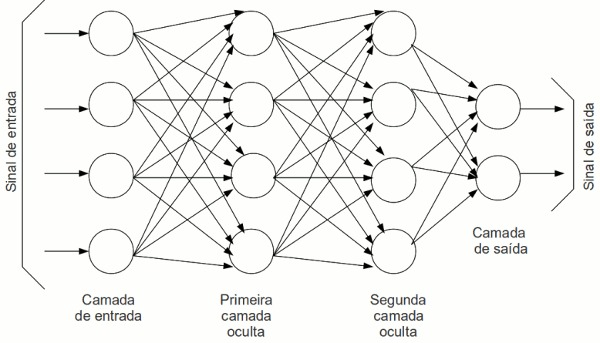 Sinal de entrada
Camada
de entrada
Primeira
camada
oculta
Segunda
camada
oculta
Camada
de saída
Sinal de saída